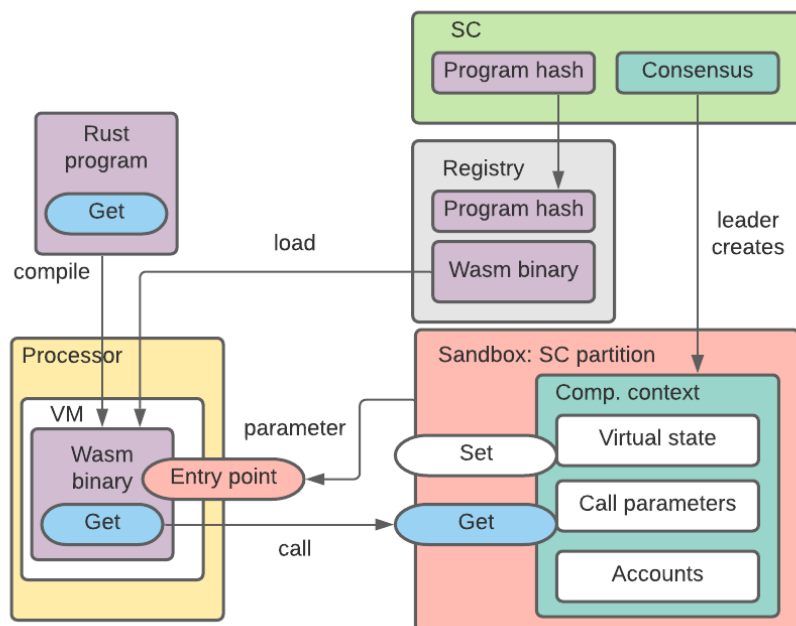 SC
Program hash
Consensus
Rust
program
Get
Registry
Program hash
Wasm binary
load
leader
creates
compile
Processor
VM
Wasm
binary
Get
Entry point
parameter
call
Sandbox: SC partition
Comp. context
Virtual state
Set
Call parameters
Get
Accounts